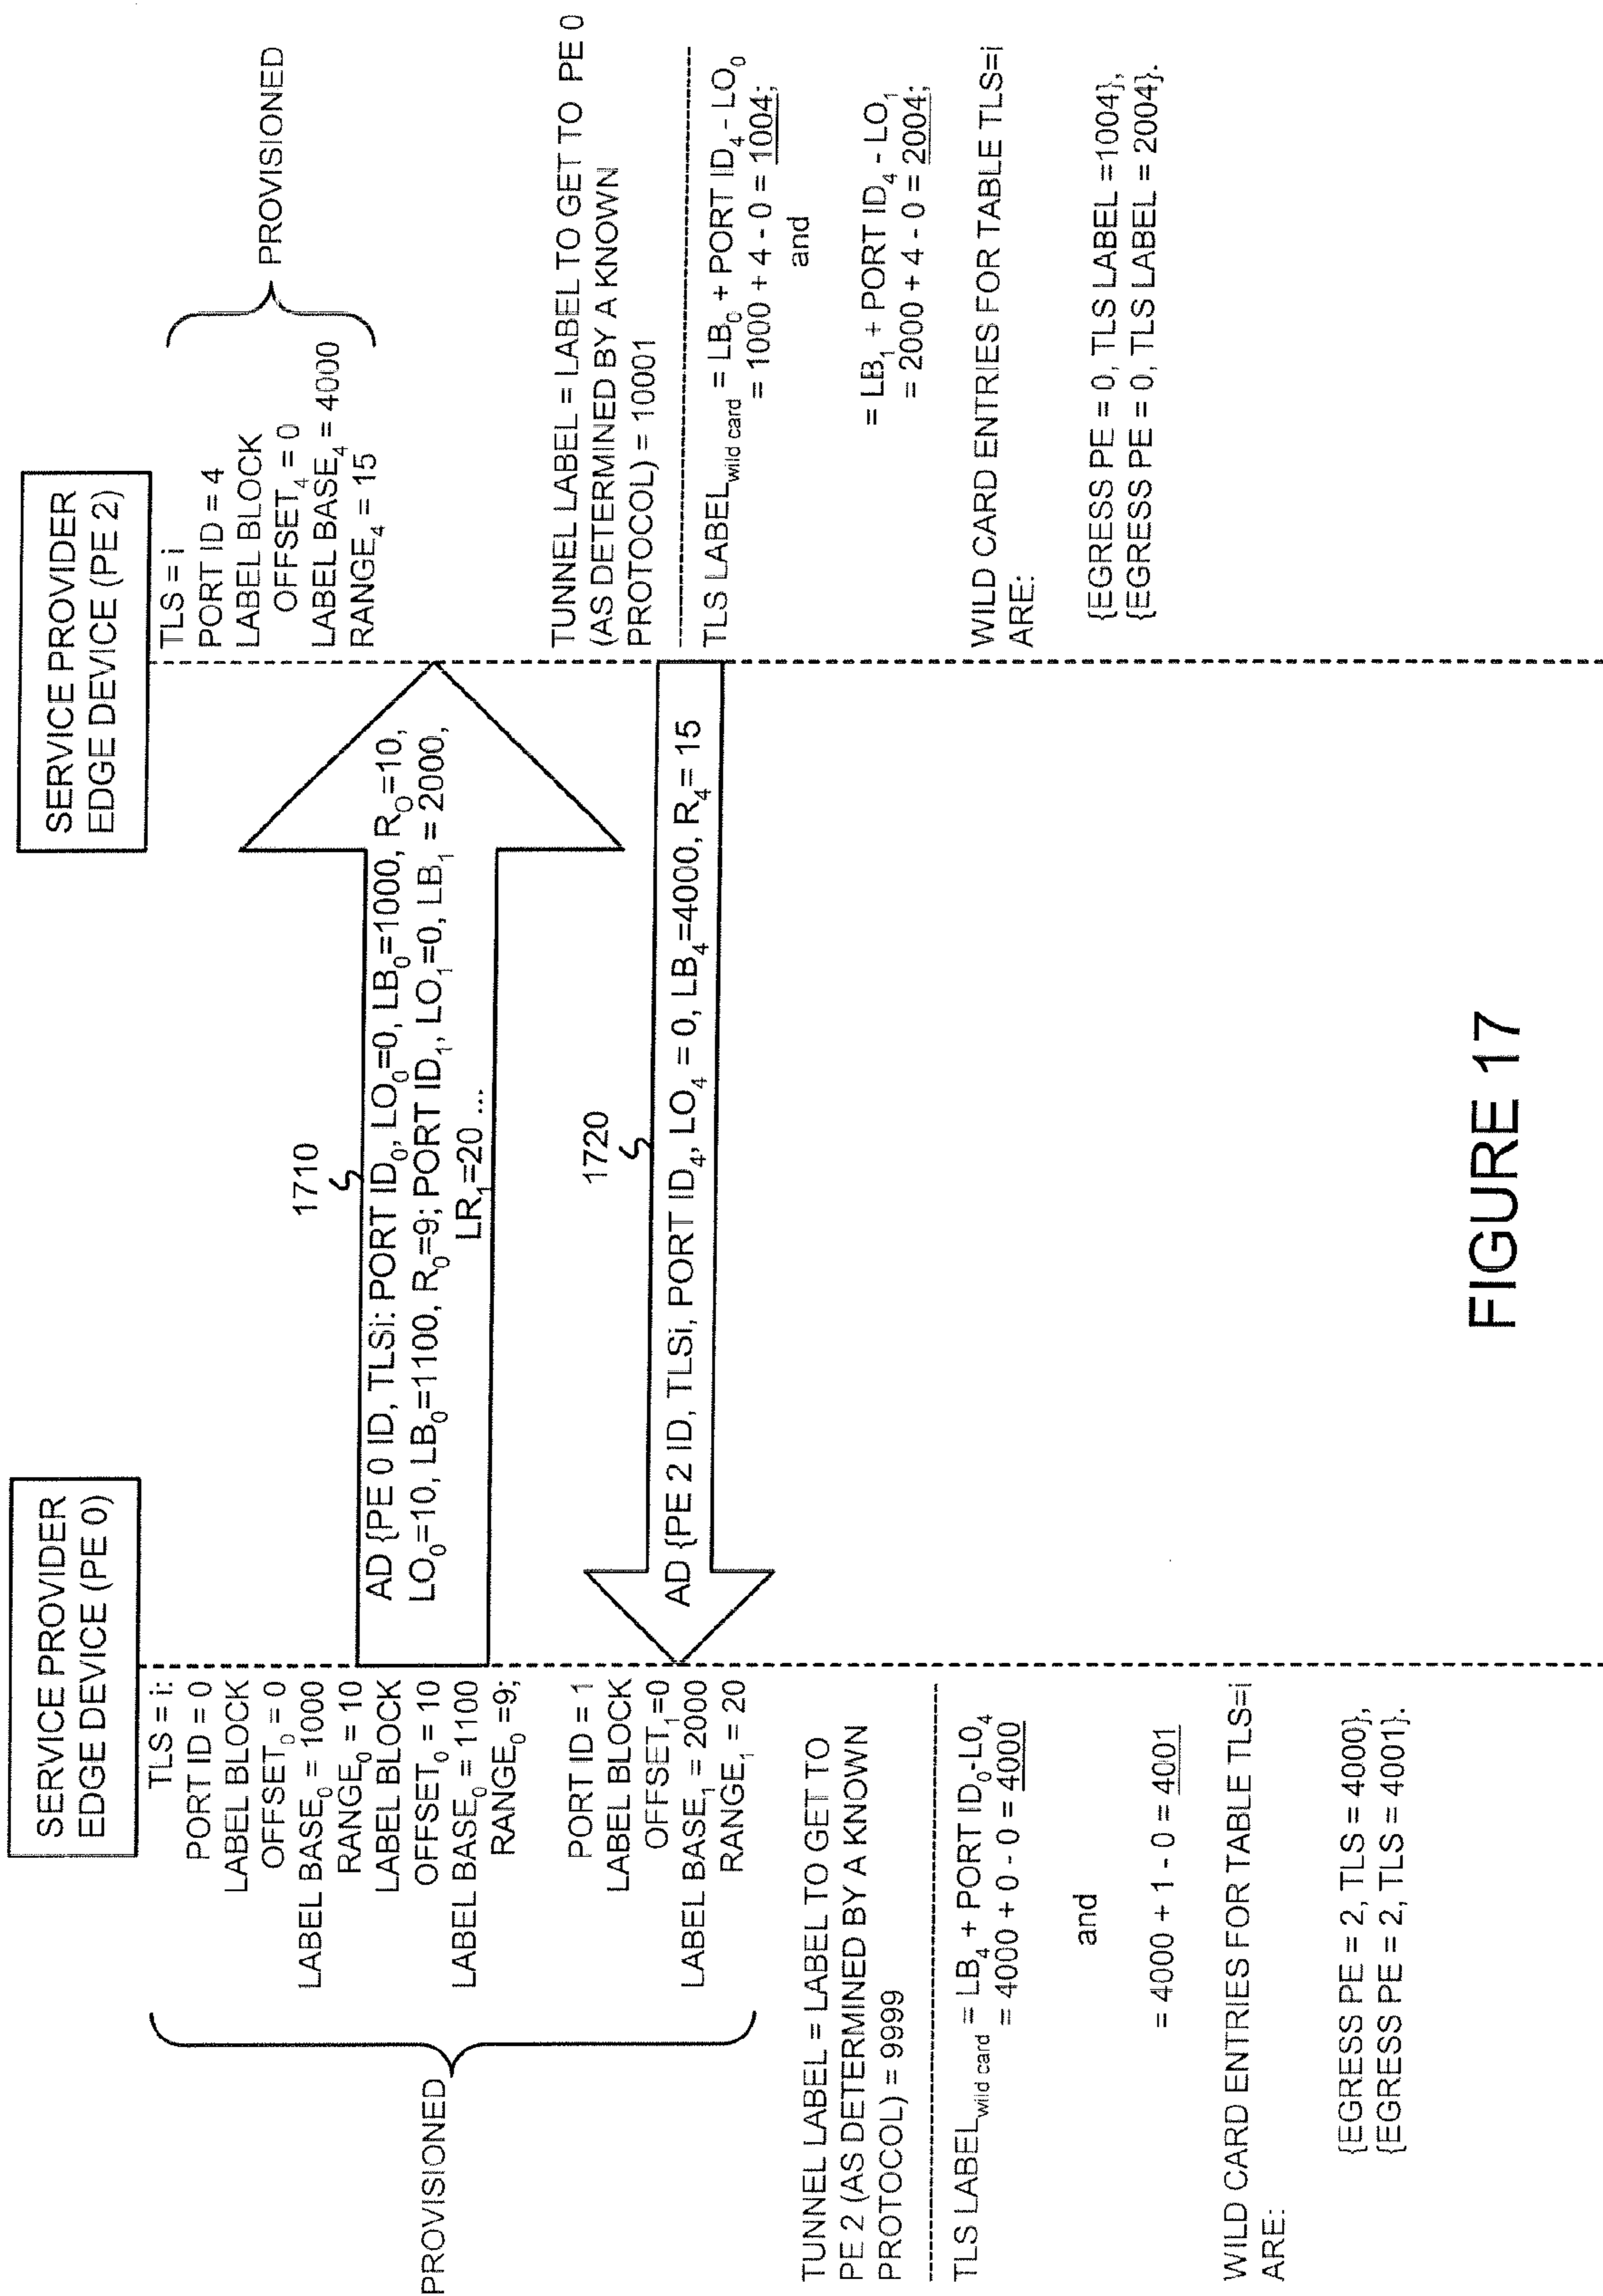 SERVICE PROVIDER
EDGE DEVICE (PE 0)
SERVICE PROVIDER
EDGE DEVICE (PE 2)
PROVISIONED
TLS = i:
PORT ID = 0
LABEL BLOCK
OFFSET₀ = 0
LABEL BASE₀ = 1000
RANGE₀ = 10
LABEL BLOCK
OFFSET₀ = 10
LABEL BASE₀ = 1100
RANGE₀ =9;
PORT ID = 1
LABEL BLOCK
OFFSET₁=0
LABEL BASE₁ = 2000
RANGE₁ = 20
TUNNEL LABEL = LABEL TO GET TO
PE 2 (AS DETERMINED BY A KNOWN
PROTOCOL) = 9999
TLS LABEL wild card = LB₄ + PORT ID₀-LO₄
= 4000 + 0 - 0 = 4000
and
= 4000 + 1 - 0 = 4001
WILD CARD ENTRIES FOR TABLE TLS=i
ARE:
{EGRESS PE = 2, TLS = 4000},
{EGRESS PE = 2, TLS = 4001}.
1710
AD {PE 0 ID, TLSi: PORT ID₀, LO₀=0, LB₀=1000, R₀=10,
LO₀=10, LB₀=1100, R₀=9; PORT ID₁, LO₁=0, LB₁ = 2000,
LR₁=20 ...
1720
AD {PE 2 ID, TLSi, PORT ID₄, LO₄ = 0, LB₄=4000, R₄= 15
TLS = i
PORT ID = 4
LABEL BLOCK
OFFSET₄ = 0
LABEL BASE₄ = 4000
RANGE₄ = 15
PROVISIONED
TUNNEL LABEL = LABEL TO GET TO PE 0
(AS DETERMINED BY A KNOWN
PROTOCOL) = 10001
TLS LABEL wild card = LB₀ + PORT ID₄ - LO₀
= 1000 + 4 - 0 = 1004;
and
= LB₁ + PORT ID₄ - LO₁
= 2000 + 4 - 0 = 2004;
WILD CARD ENTRIES FOR TABLE TLS=i
ARE:
{EGRESS PE = 0, TLS LABEL =1004},
{EGRESS PE = 0, TLS LABEL = 2004}.
FIGURE 17